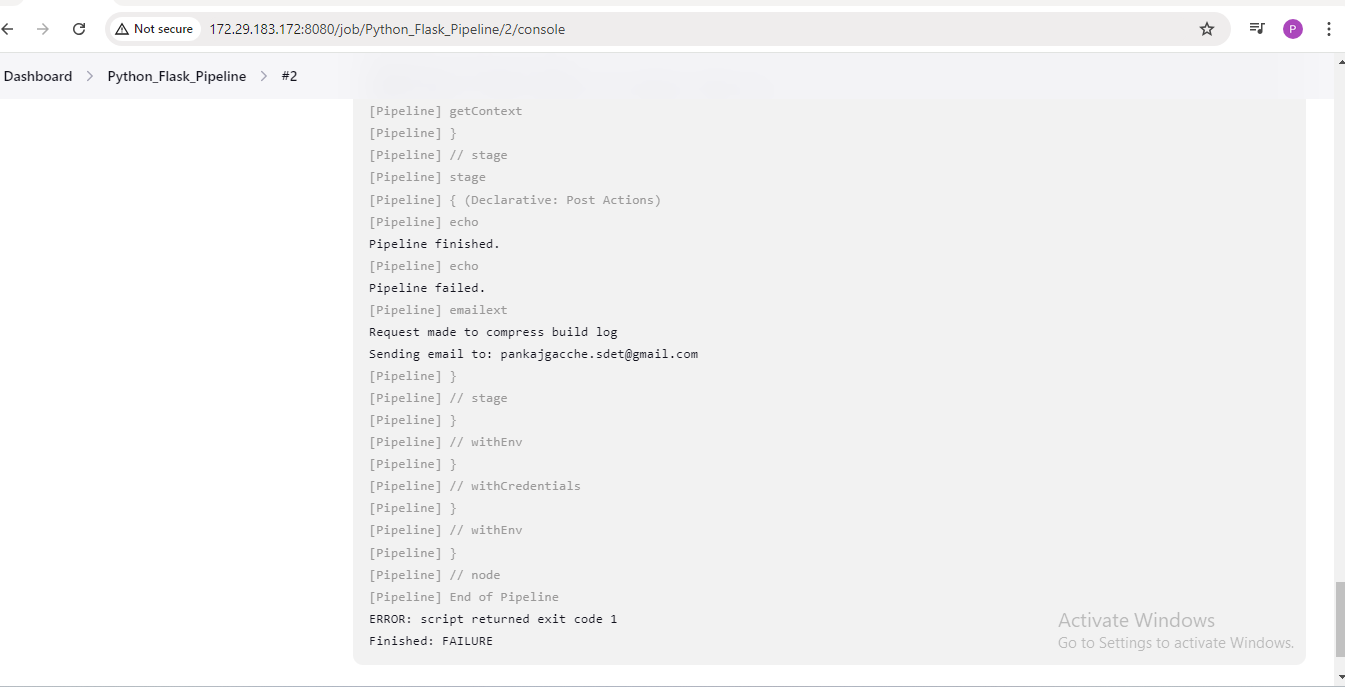 Not secure 172.29.183.172:8080/job/Python_Flask_Pipeline/2/console P
Dashboard > Python_Flask_Pipeline > #2
[Pipeline] getContext
[Pipeline] }
[Pipeline] // stage
[Pipeline] stage
[Pipeline] { (Declarative: Post Actions)
[Pipeline] echo
Pipeline finished.
[Pipeline] echo
Pipeline failed.
[Pipeline] emailext
Request made to compress build log
Sending email to: pankajgacche.sdet@gmail.com
[Pipeline] }
[Pipeline] // stage
[Pipeline] }
[Pipeline] // withEnv
[Pipeline] }
[Pipeline] // withCredentials
[Pipeline] }
[Pipeline] // withEnv
[Pipeline] }
[Pipeline] // node
[Pipeline] End of Pipeline
ERROR: script returned exit code 1
Finished: FAILURE
Activate Windows
Go to Settings to activate Windows.